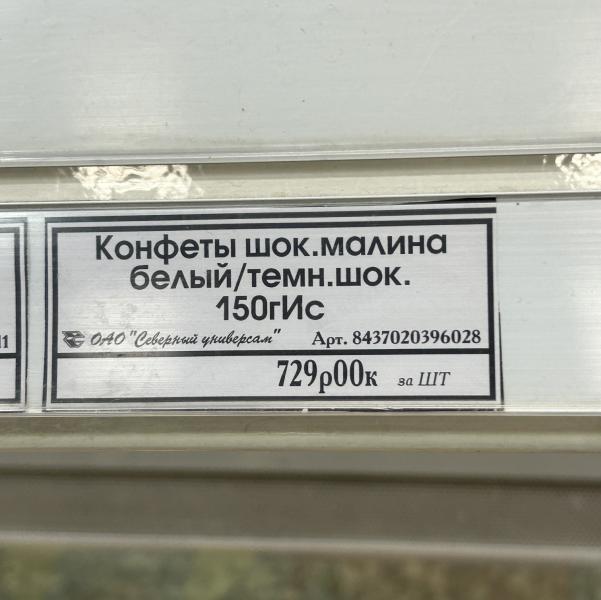 Конфеты шок.малина
белый/темн.шок.
150гИс
ОАО "Северный универсам" Арт. 8437020396028
729р00к за ШТ